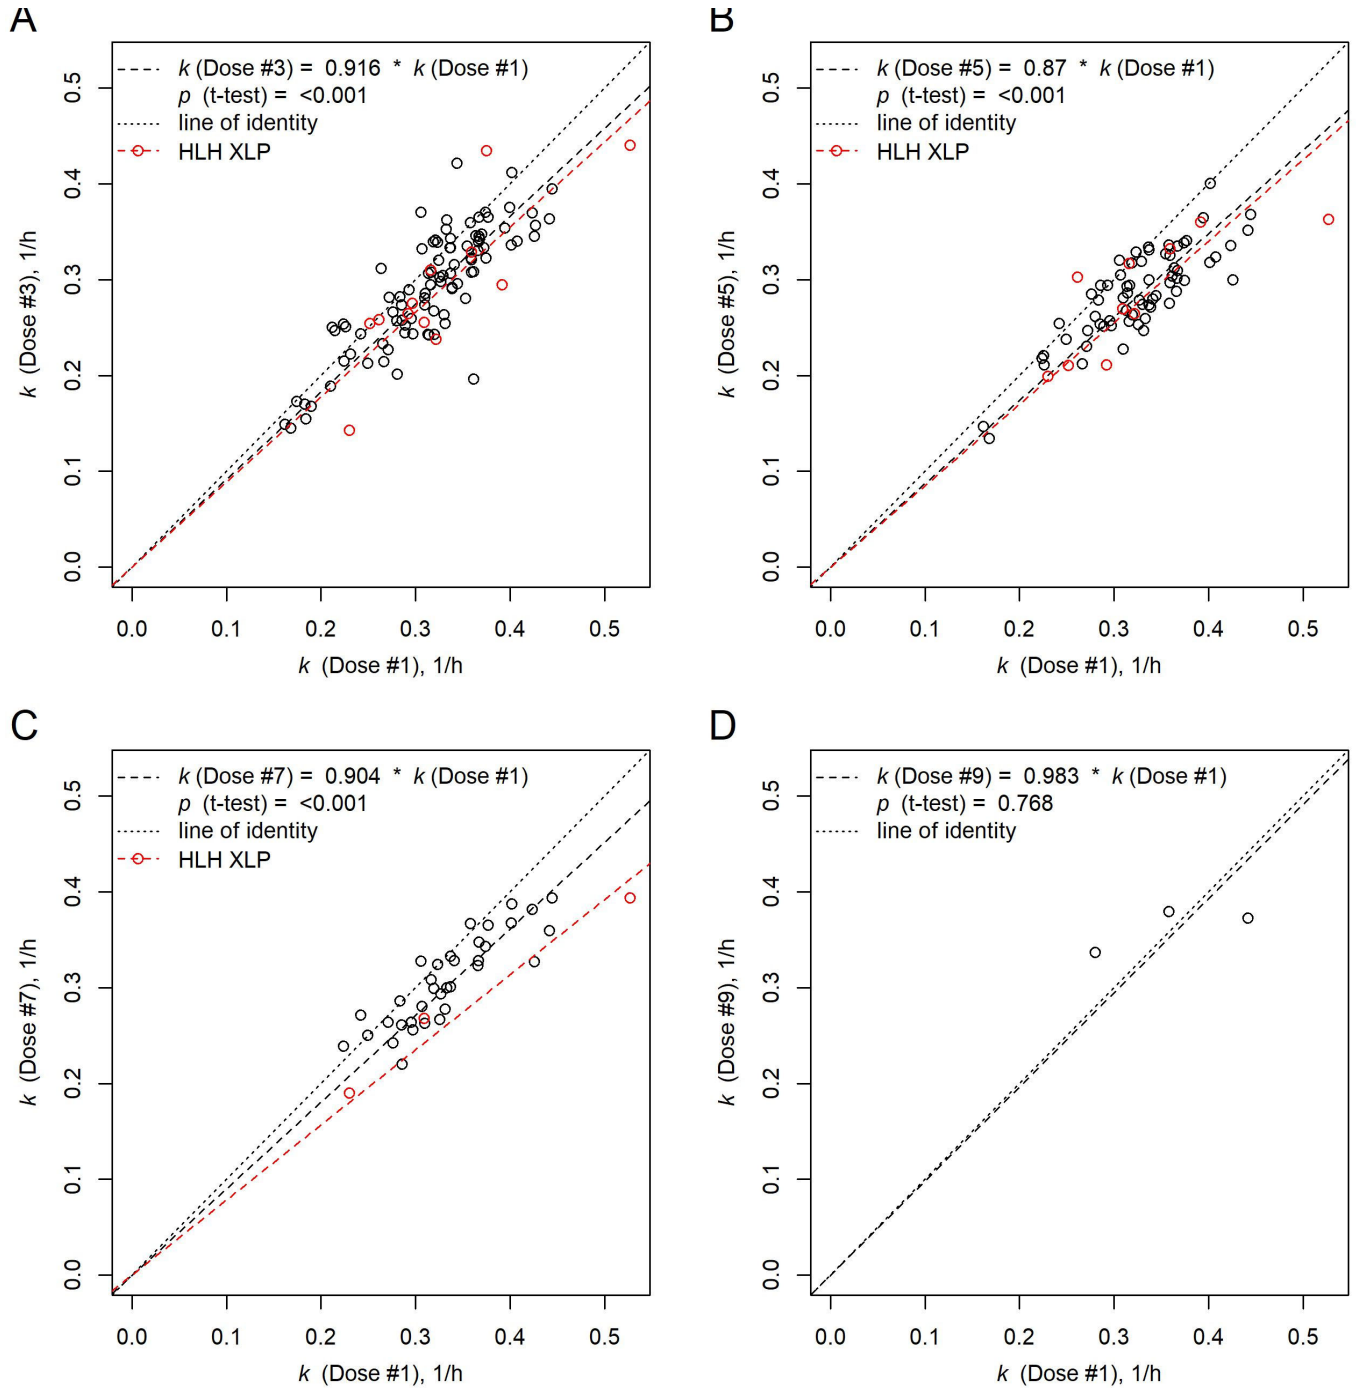 A
k (Dose #3) = 0.916 * k (Dose #1)
p (t-test) = <0.001
line of identity
HLH XLP
0.0 0.1 0.2 0.3 0.4 0.5
k (Dose #3), 1/h
0.0 0.1 0.2 0.3 0.4 0.5
k (Dose #1), 1/h
B
k (Dose #5) = 0.87 * k (Dose #1)
p (t-test) = <0.001
line of identity
HLH XLP
0.0 0.1 0.2 0.3 0.4 0.5
k (Dose #5), 1/h
0.0 0.1 0.2 0.3 0.4 0.5
k (Dose #1), 1/h
C
k (Dose #7) = 0.904 * k (Dose #1)
p (t-test) = <0.001
line of identity
HLH XLP
0.0 0.1 0.2 0.3 0.4 0.5
k (Dose #7), 1/h
0.0 0.1 0.2 0.3 0.4 0.5
k (Dose #1), 1/h
D
k (Dose #9) = 0.983 * k (Dose #1)
p (t-test) = 0.768
line of identity
0.0 0.1 0.2 0.3 0.4 0.5
k (Dose #9), 1/h
0.0 0.1 0.2 0.3 0.4 0.5
k (Dose #1), 1/h